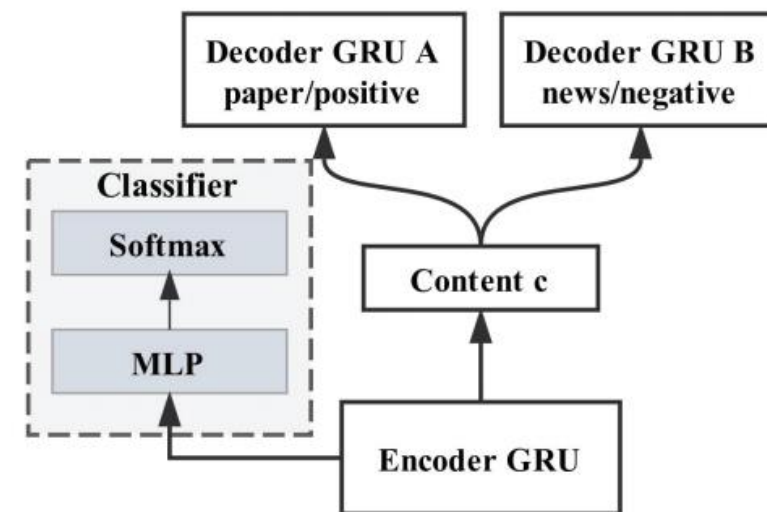 Decoder GRU A
paper/positive
Decoder GRU B
news/negative
Classifier
Softmax
Content c
MLP
Encoder GRU